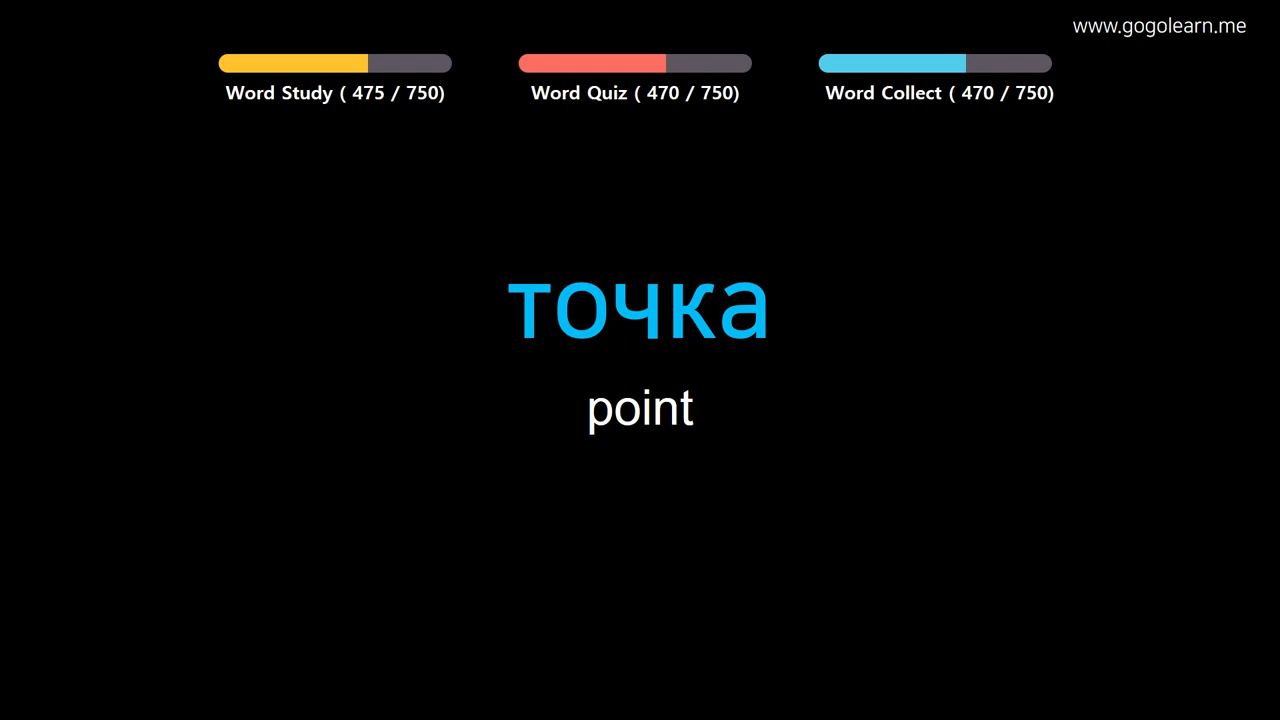 www.gogolearn.me
Word Study ( 475 / 750)
Word Quiz ( 470 / 750)
Word Collect ( 470 / 750)
точка
point